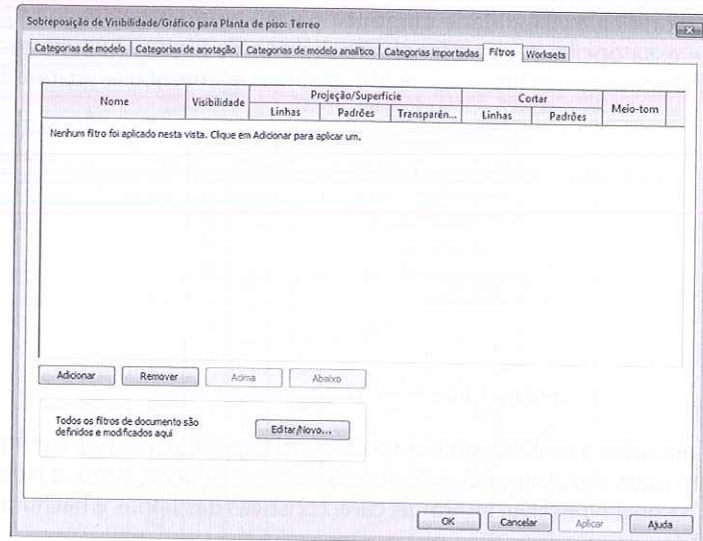 Sobreposição de Visibilidade/Gráfico para Planta de piso: Terreo
Categorias de modelo Categorias de anotação Categorias de modelo analítico Categorias importadas Filtros Worksets
Nome Visibilidade Projeção/Superfície Cortar Meio-tom
Linhas Padrões Transparên... Linhas Padrões
Nenhum filtro foi aplicado nesta vista. Clique em Adicionar para aplicar um.
Adicionar Remover Acima Abaixo
Todos os filtros de documento são
definidos e modificados aqui
Editar/Novo...
OK Cancelar Aplicar Ajuda